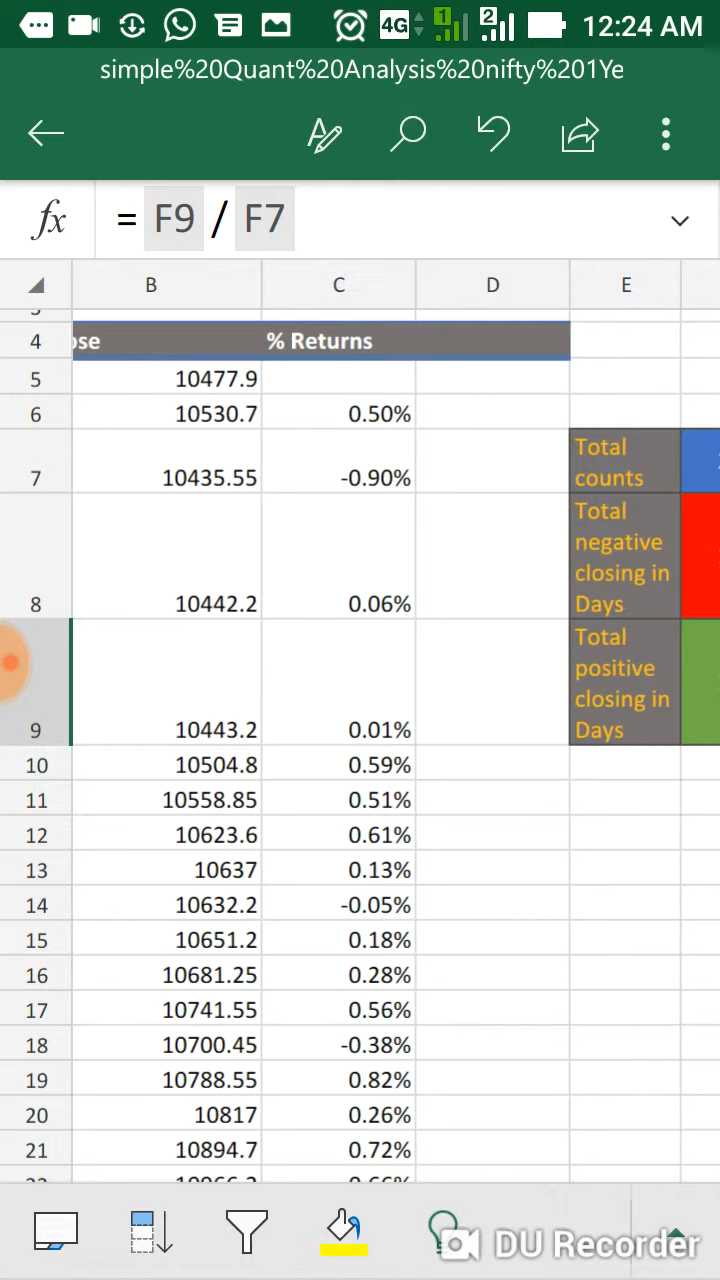 4G 1 2 12:24 AM
simple%20Quant%20Analysis%20nifty%201Ye
fx = F9 / F7
B C D E
4 ose % Returns
5 10477.9
6 10530.7 0.50%
7 10435.55 -0.90% Total counts
8 10442.2 0.06% Total negative closing in Days
9 10443.2 0.01% Total positive closing in Days
10 10504.8 0.59%
11 10558.85 0.51%
12 10623.6 0.61%
13 10637 0.13%
14 10632.2 -0.05%
15 10651.2 0.18%
16 10681.25 0.28%
17 10741.55 0.56%
18 10700.45 -0.38%
19 10788.55 0.82%
20 10817 0.26%
21 10894.7 0.72%
DU Recorder